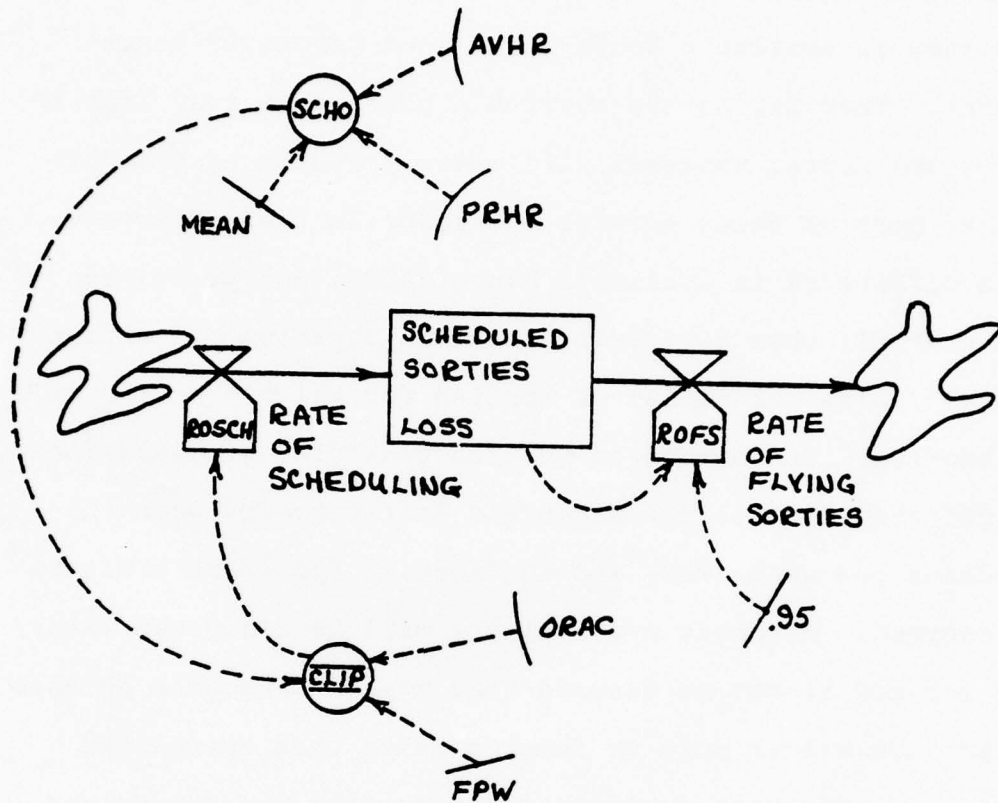 AVHR
SCHO
MEAN
PRHR
SCHEDULED
SORTIES
LOSS
ROSCH
RATE
OF
SCHEDULING
ROFS
RATE
OF
FLYING
SORTIES
.95
ORAC
CLIP
FPW